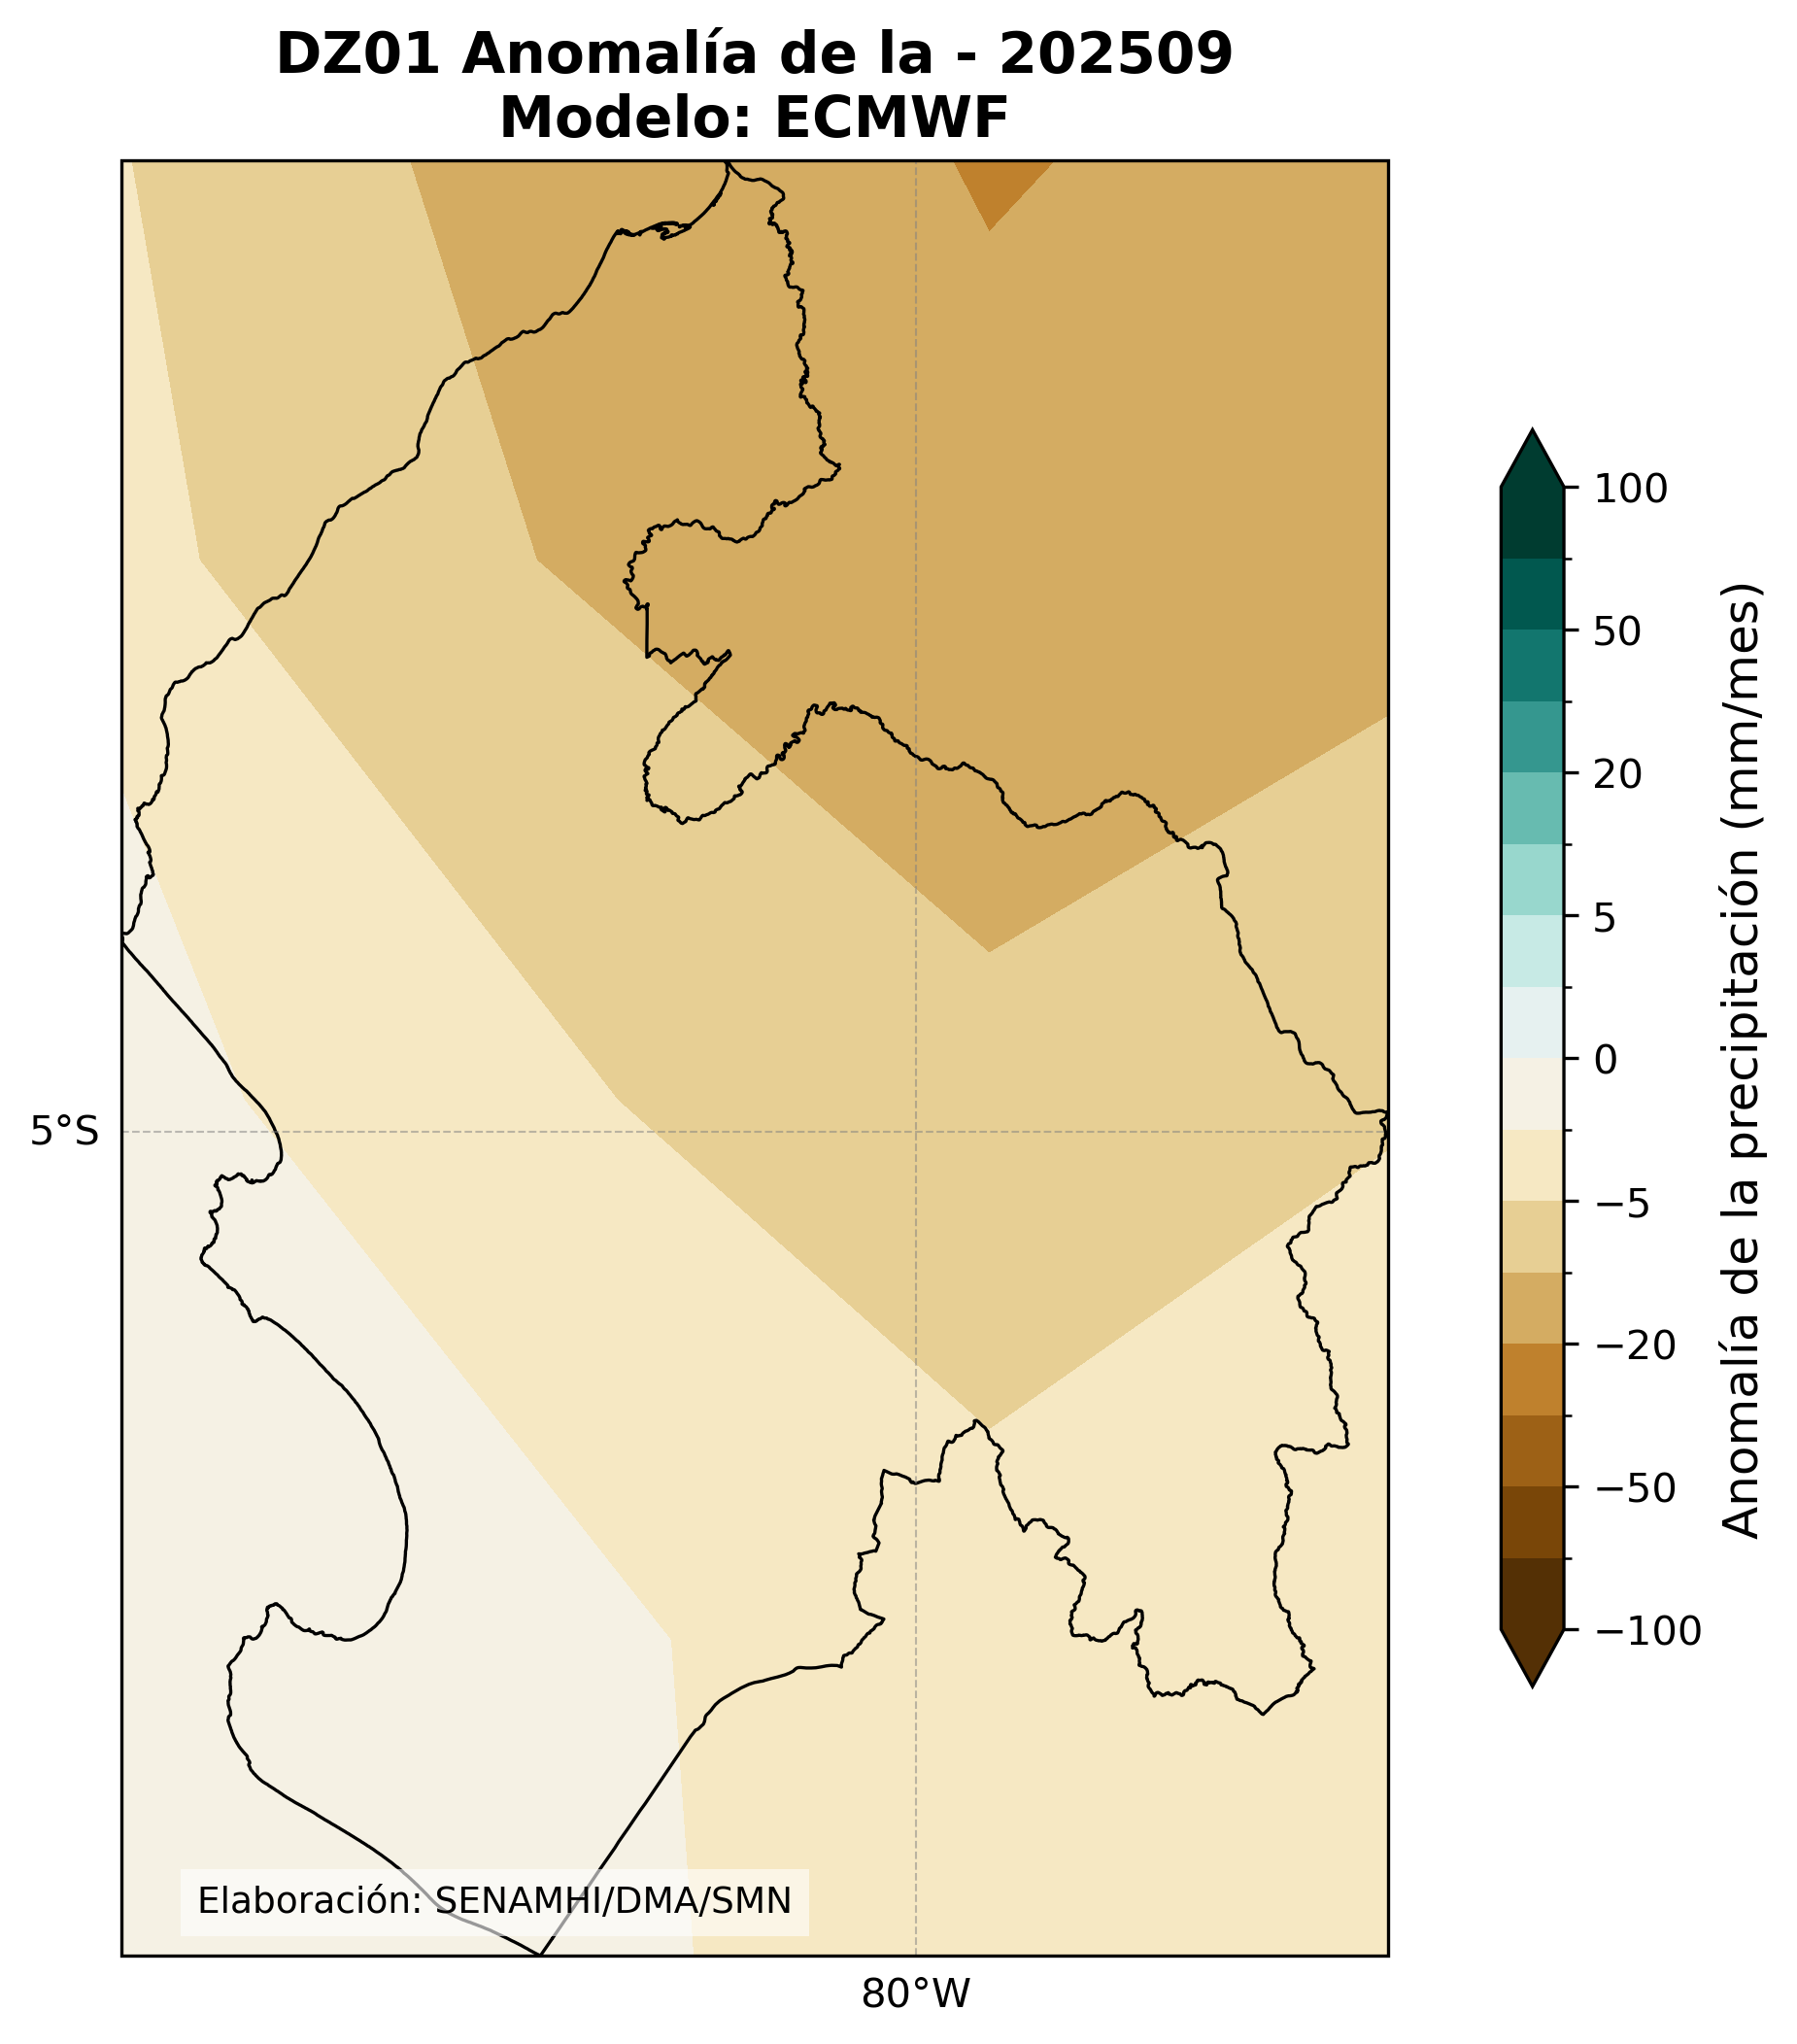 DZ01 Anomalía de la - 202509
Modelo: ECMWF
5°S
80°W
Elaboración: SENAMHI/DMA/SMN
100
50
20
5
0
−5
−20
−50
−100
Anomalía de la precipitación (mm/mes)